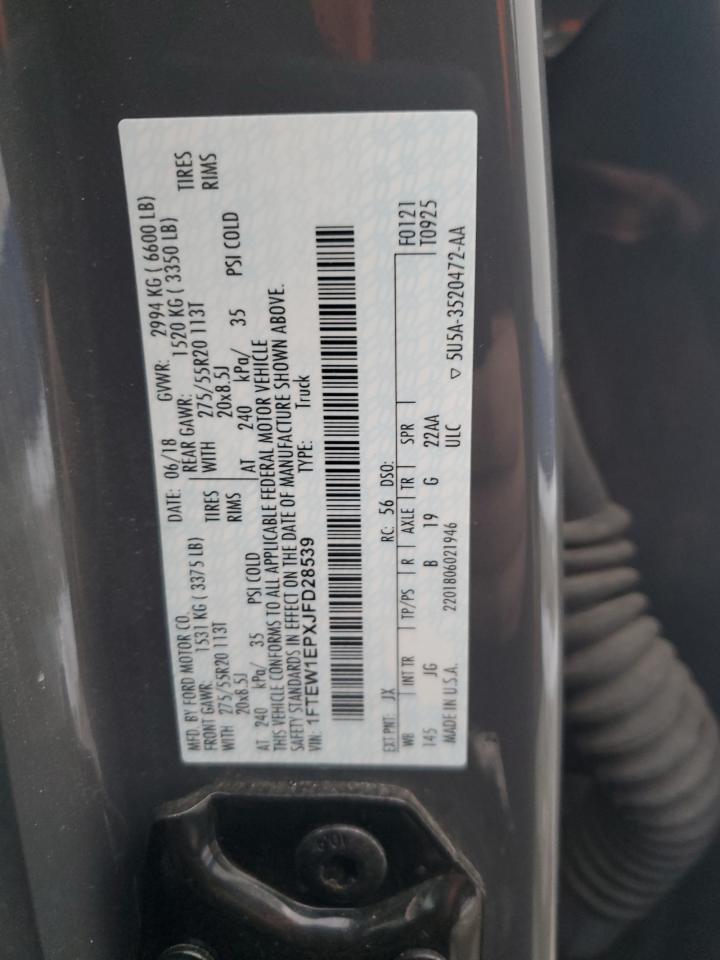 MFD. BY FORD MOTOR CO. DATE: 06/18 GVWR: 2994 KG ( 6600 LB)
FRONT GAWR: 1531 KG ( 3375 LB) REAR GAWR: 1520 KG ( 3350 LB)
WITH 275/55R20 113T TIRES WITH 275/55R20 113T TIRES
20x8.5J RIMS 20x8.5J RIMS
AT 240 kPa/ 35 PSI COLD AT 240 kPa/ 35 PSI COLD
THIS VEHICLE CONFORMS TO ALL APPLICABLE FEDERAL MOTOR VEHICLE
SAFETY STANDARDS IN EFFECT ON THE DATE OF MANUFACTURE SHOWN ABOVE.
VIN: 1FTEW1EPXJFD28539 TYPE: Truck
EXT PNT: JX RC: 56 DSO: F0121
WB INT TR TP/PS R AXLE TR SPR T0925
145 JG B 19 G 22AA
MADE IN U.S.A. 2201806021946 ULC ▽ 5U5A-3520472-AA
10.9